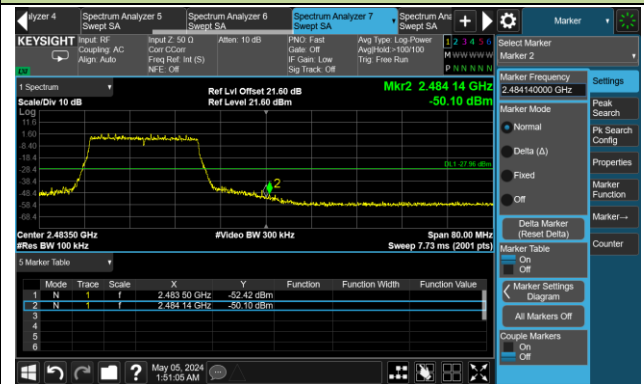 alyzer 4
Spectrum Analyzer 5
Swept SA
Spectrum Analyzer 6
Swept SA
Spectrum Analyzer 7
Swept SA
Spectrum Ana
Swept SA
Marker
KEYSIGHT
Input: RF
Coupling: AC
Align: Auto
Input Z: 50 Ω
Corr CCorr
Freq Ref: Int (S)
NFE: Off
Atten: 10 dB
PNO: Fast
Gate: Off
IF Gain: Low
Sig Track: Off
Avg Type: Log-Power
Avg|Hold:>100/100
Trig: Free Run
1 2 3 4 5 6
M W W W W W
P N N N N N
Select Marker
Marker 2
1 Spectrum
Scale/Div 10 dB
Ref Lvl Offset 21.60 dB
Ref Level 21.60 dBm
Mkr2 2.484 14 GHz
-50.10 dBm
Log
11.6
1.60
-8.40
-18.4
-28.4
-38.4
-48.4
-58.4
-68.4
DL1 -27.96 dBm
2
Center 2.48350 GHz
#Res BW 100 kHz
#Video BW 300 kHz
Span 80.00 MHz
Sweep 7.73 ms (2001 pts)
5 Marker Table
Mode Trace Scale X Y Function Function Width Function Value
1 N 1 f 2.483 50 GHz -52.42 dBm
2 N 1 f 2.484 14 GHz -50.10 dBm
3
4
5
6
Marker Frequency
2.484140000 GHz
Marker Mode
Normal
Delta (Δ)
Fixed
Off
Delta Marker
(Reset Delta)
Marker Table
On
Off
Marker Settings
Diagram
All Markers Off
Couple Markers
On
Off
Settings
Peak
Search
Pk Search
Config
Properties
Marker
Function
Marker→
Counter
May 05, 2024
1:51:05 AM